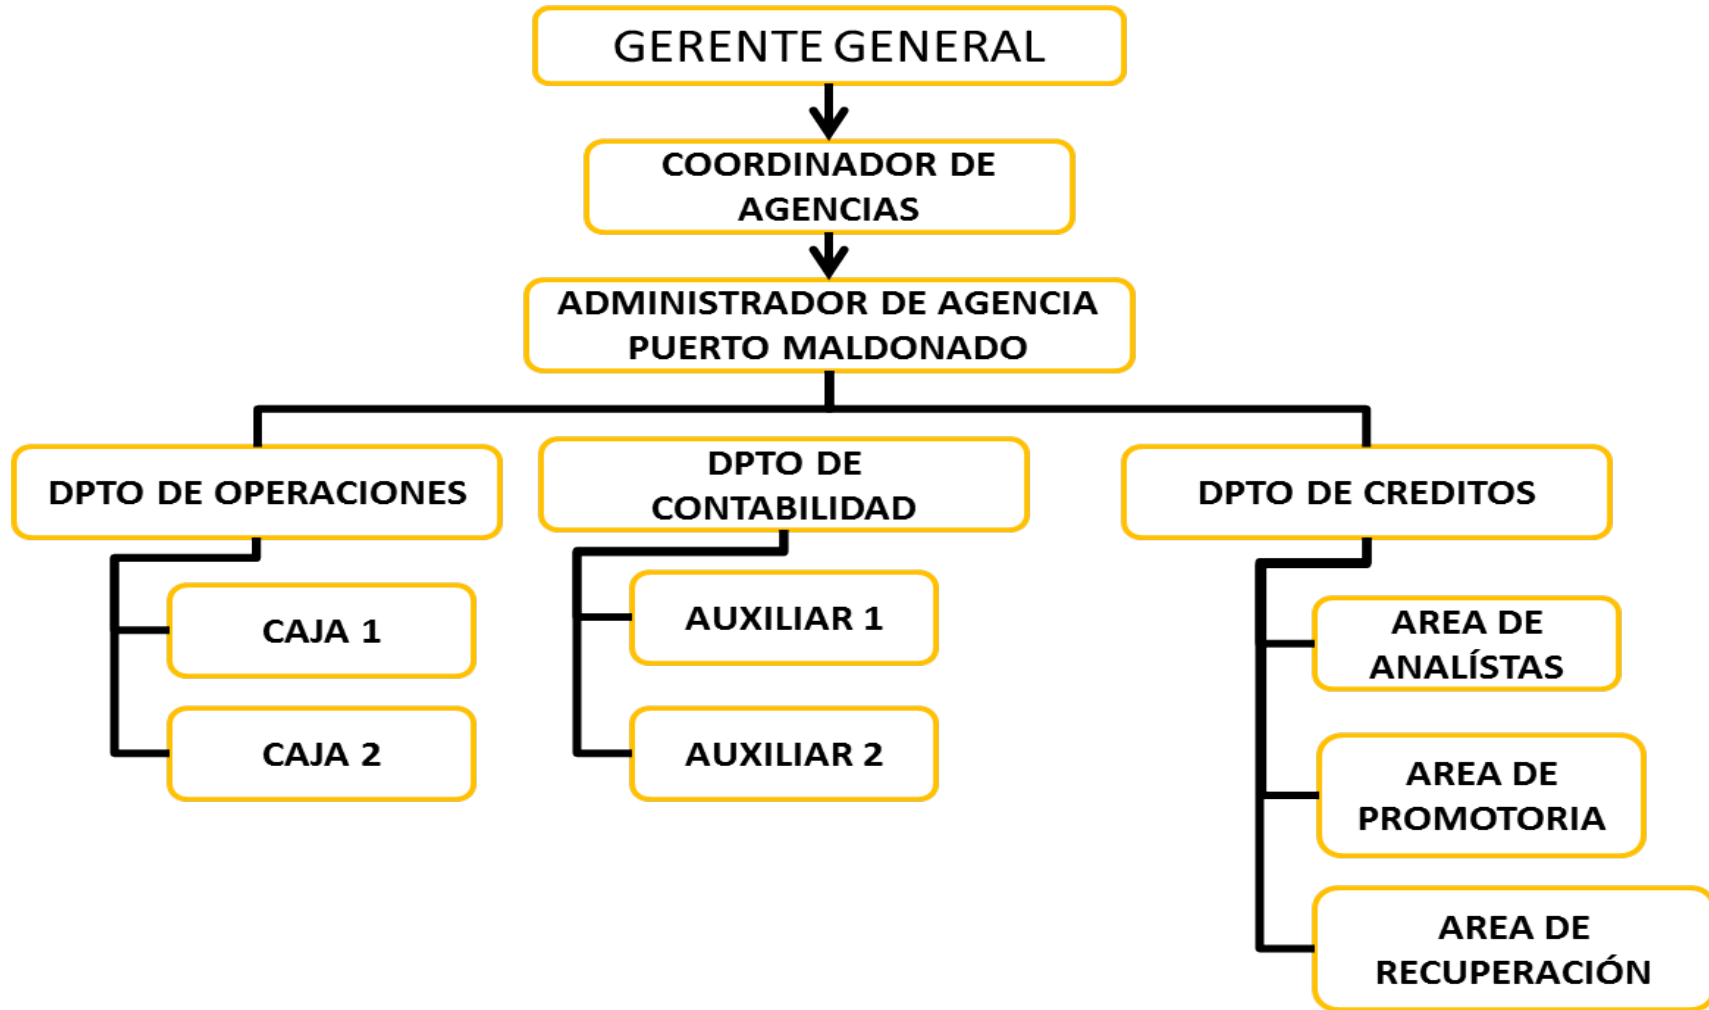 GERENTE GENERAL
COORDINADOR DE
AGENCIAS
ADMINISTRADOR DE AGENCIA
PUERTO MALDONADO
DPTO DE OPERACIONES
DPTO DE
CONTABILIDAD
DPTO DE CREDITOS
CAJA 1
CAJA 2
AUXILIAR 1
AUXILIAR 2
AREA DE
ANALÍSTAS
AREA DE
PROMOTORIA
AREA DE
RECUPERACIÓN